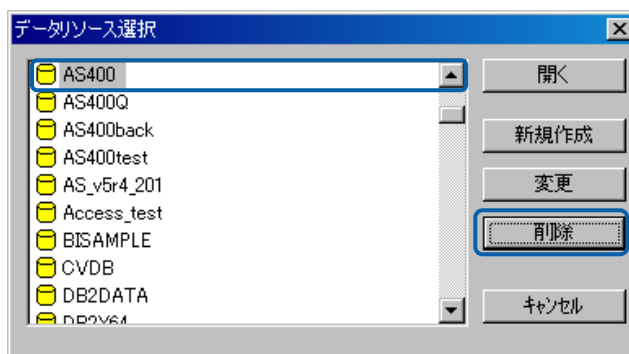 データリソース選択
AS400
AS400Q
AS400back
AS400test
AS_v5r4_201
Access_test
BISAMPLE
CVDB
DB2DATA
DB2Y64
開く
新規作成
変更
削除
キャンセル